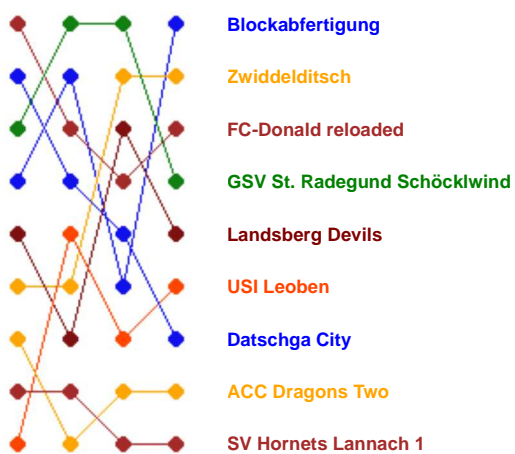 Blockabfertigung
Zwiddelditsch
FC-Donald reloaded
GSV St. Radegund Schöcklwind
Landsberg Devils
USI Leoben
Datschga City
ACC Dragons Two
SV Hornets Lannach 1